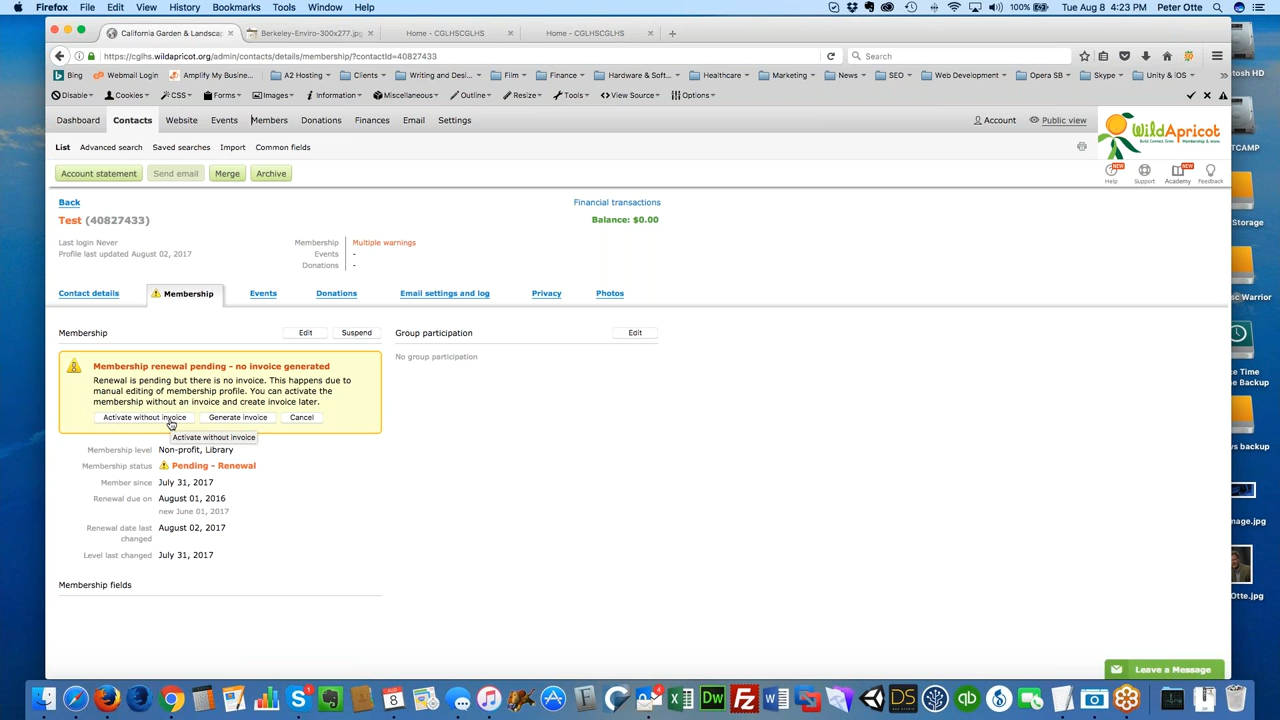 Firefox File Edit View History Bookmarks Tools Window Help 100% Tue Aug 8 4:23 PM Peter Otte
California Garden & Landsca × Berkeley-Enviro-300x277.jpg × Home - CGLHSCGLHS × Home - CGLHSCGLHS × +
https://cglhs.wildapricot.org/admin/contacts/details/membership/?contactId=40827433 Search
Bing Webmail Login Amplify My Busine... A2 Hosting Clients Writing and Desi... Film Finance Hardware & Soft... Healthcare Marketing News SEO Web Development Opera SB Skype Unity & iOS
Disable Cookies CSS Forms Images Information Miscellaneous Outline Resize Tools View Source Options
Dashboard Contacts Website Events Members Donations Finances Email Settings Account Public view
WildApricot
List Advanced search Saved searches Import Common fields
Account statement Send email Merge Archive
NEW NEW
Help Support Academy Feedback
Back Financial transactions
Test (40827433) Balance: $0.00
Last login Never Membership Multiple warnings
Profile last updated August 02, 2017 Events -
Donations -
Contact details Membership Events Donations Email settings and log Privacy Photos
Membership Edit Suspend Group participation Edit
No group participation
Membership renewal pending - no invoice generated
Renewal is pending but there is no invoice. This happens due to
manual editing of membership profile. You can activate the
membership without an invoice and create invoice later.
Activate without invoice Generate invoice Cancel
Activate without invoice
Membership level Non-profit, Library
Membership status Pending - Renewal
Member since July 31, 2017
Renewal due on August 01, 2016
new June 01, 2017
Renewal date last changed August 02, 2017
Level last changed July 31, 2017
Membership fields
Leave a Message
Storage
Otte.jpg